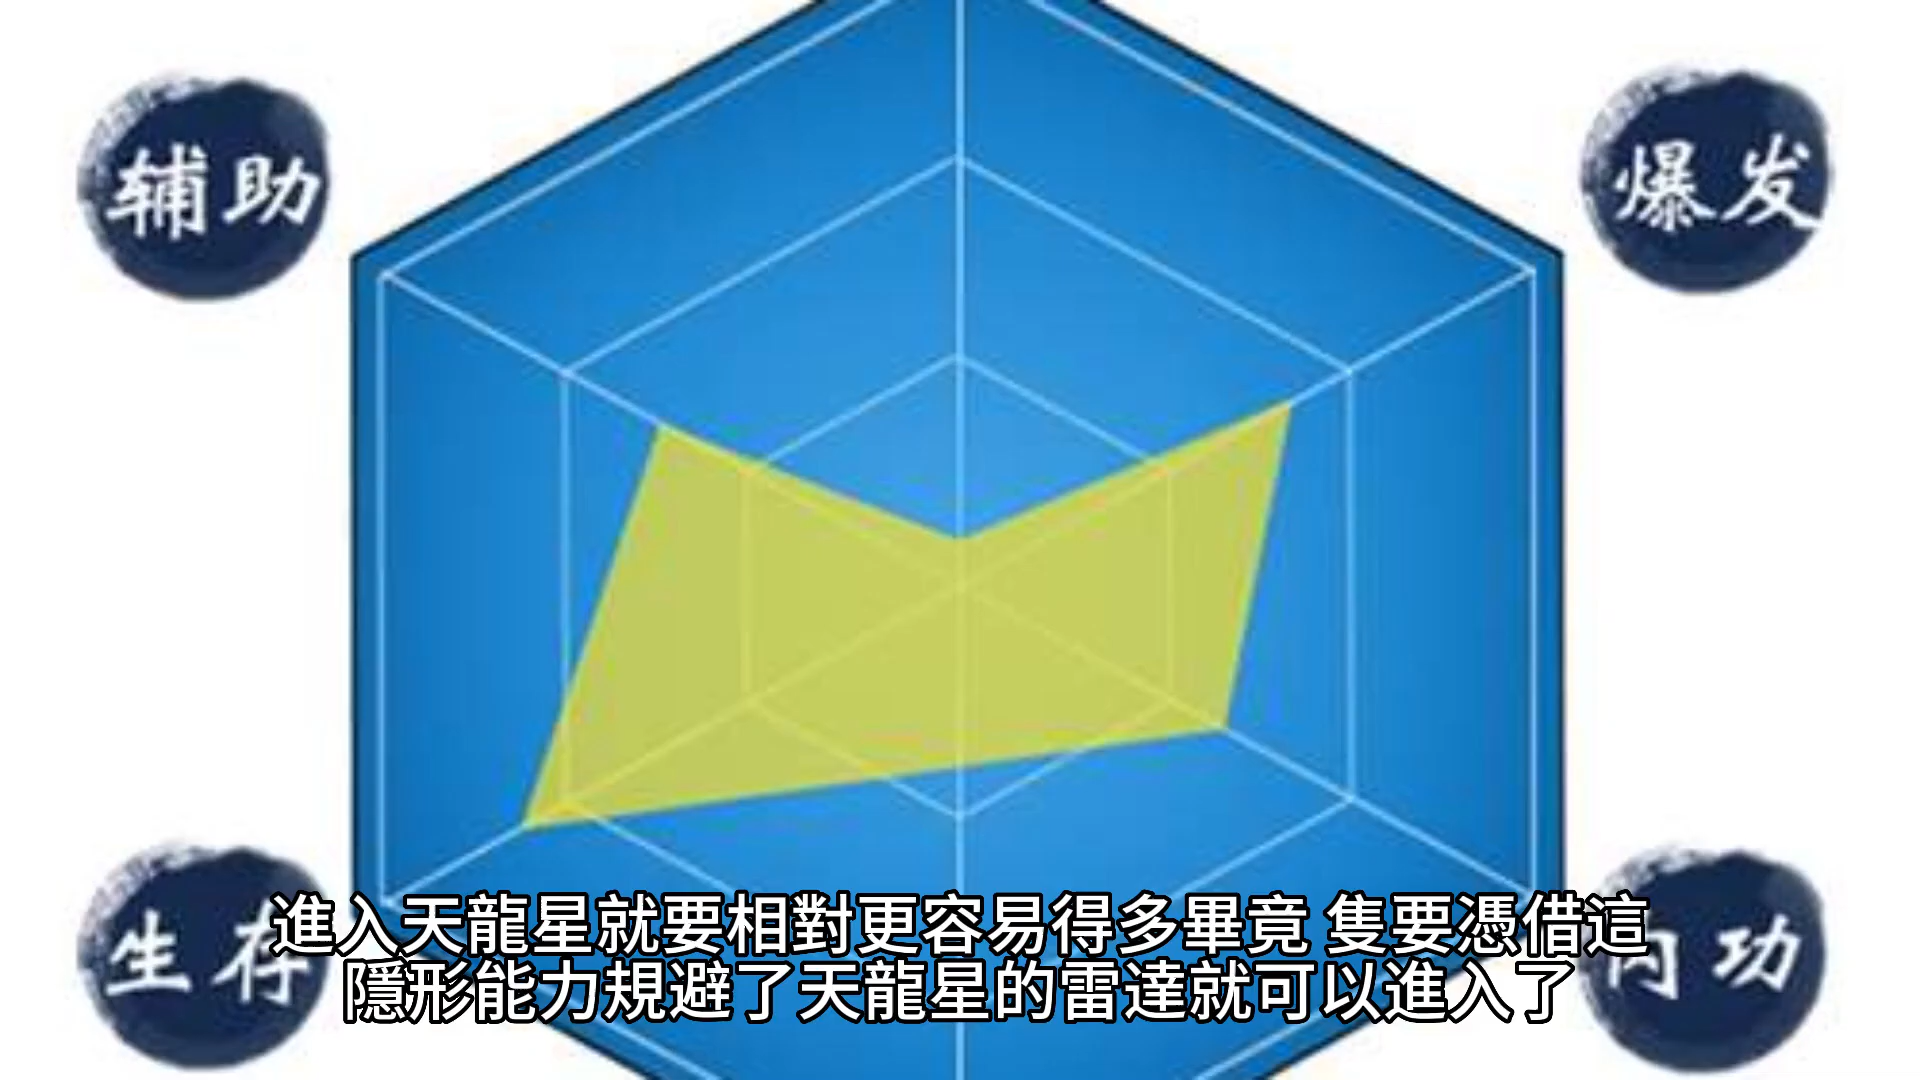 辅助
爆发
生存
内功
進入天龍星就要相對更容易得多畢竟 隻要憑借這
隱形能力規避了天龍星的雷達就可以進入了